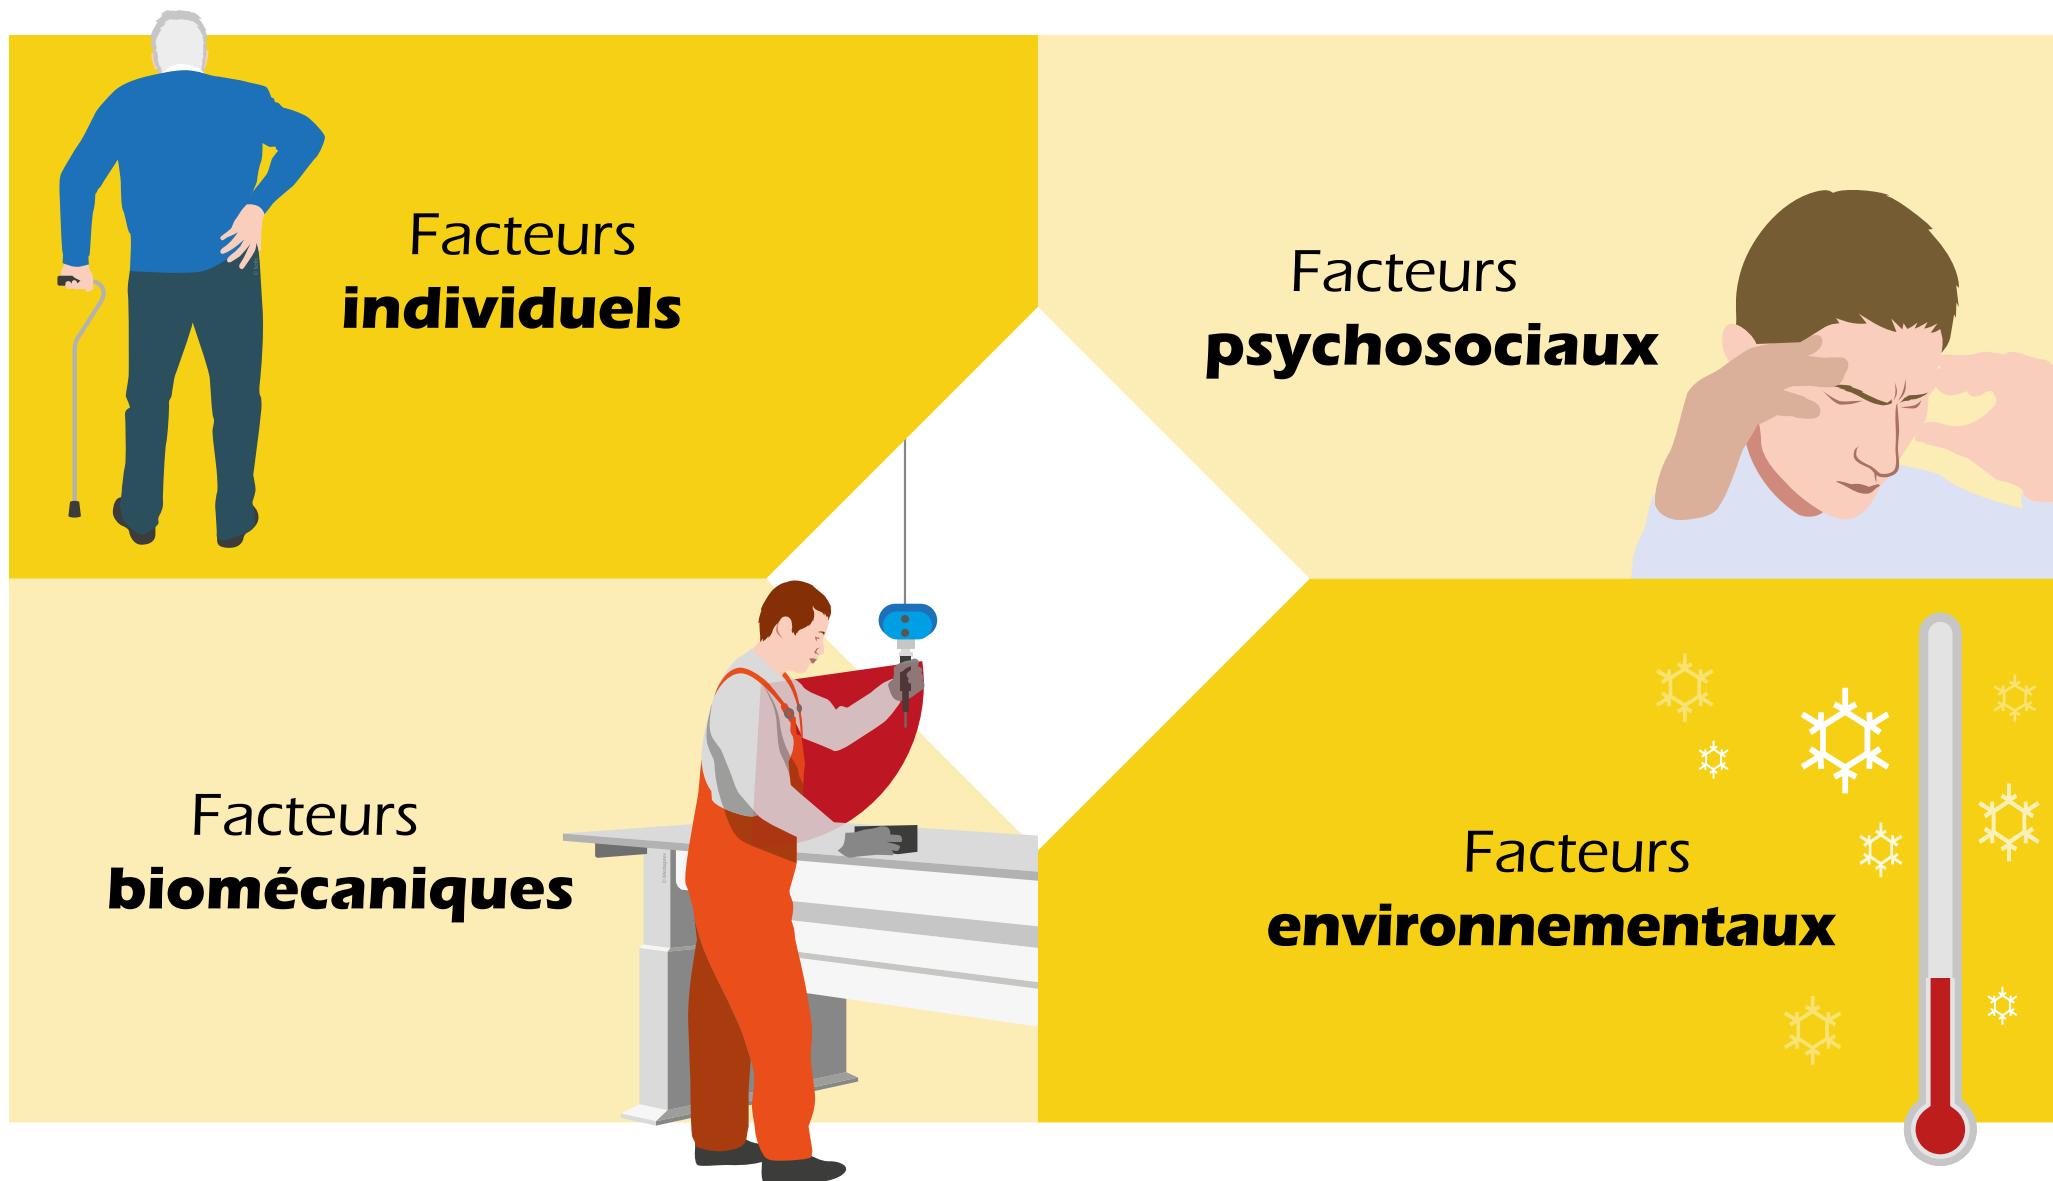 Facteurs
individuels
Facteurs
psychosociaux
Facteurs
biomécaniques
Facteurs
environnementaux